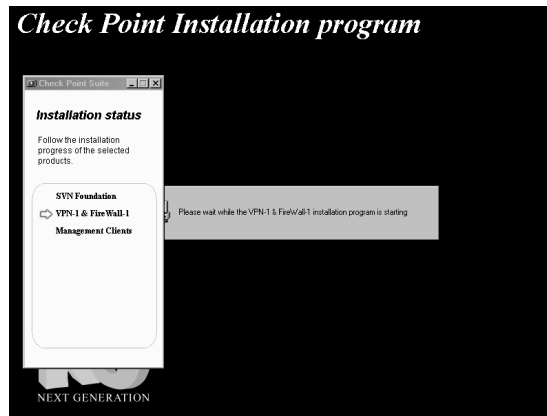 Check Point Installation program
Check Point Suite
Installation status
Follow the installation
progress of the selected
products.
SVN Foundation
VPN-1 & FireWall-1
Management Clients
Please wait while the VPN-1 & FireWall-1 installation program is starting
NEXT GENERATION